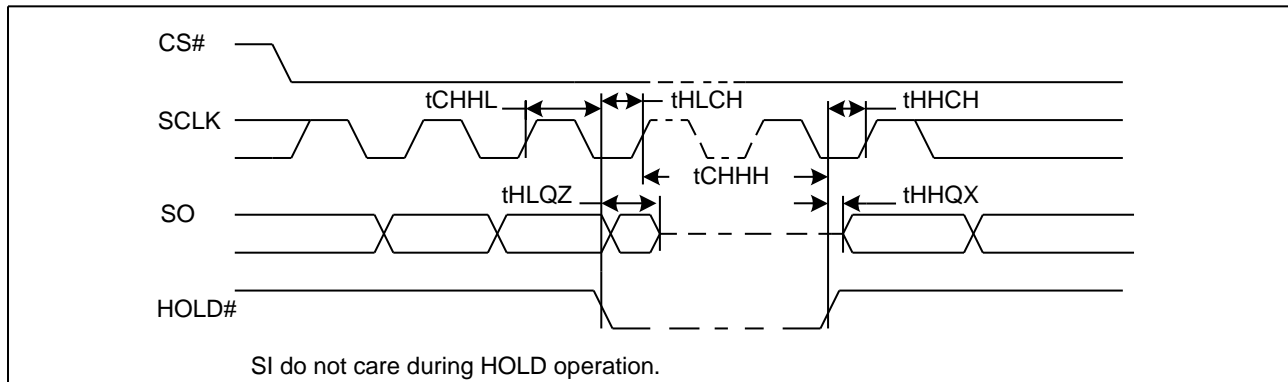 CS#
tCHHL tHLCH tHHCH
SCLK
tCHHH
tHLQZ tHHQX
SO
HOLD#
SI do not care during HOLD operation.